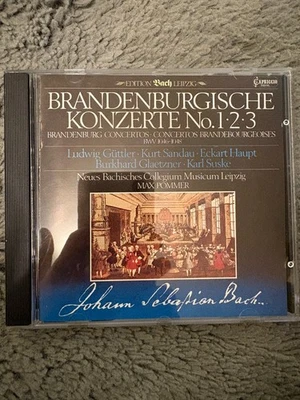 EDITION Bach LEIPZIG
CAPRICCIO
BRANDENBURGISCHE
KONZERTE No. 1·2·3
BRANDENBURG CONCERTOS · CONCERTOS BRANDEBOURGEOISES
BWV 1046-1048
Ludwig Güttler · Kurt Sandau · Eckart Haupt
Burkhard Glaetzner · Karl Suske
Neues Bachisches Collegium Musicum Leipzig
MAX POMMER
Johann Sebastian Bach